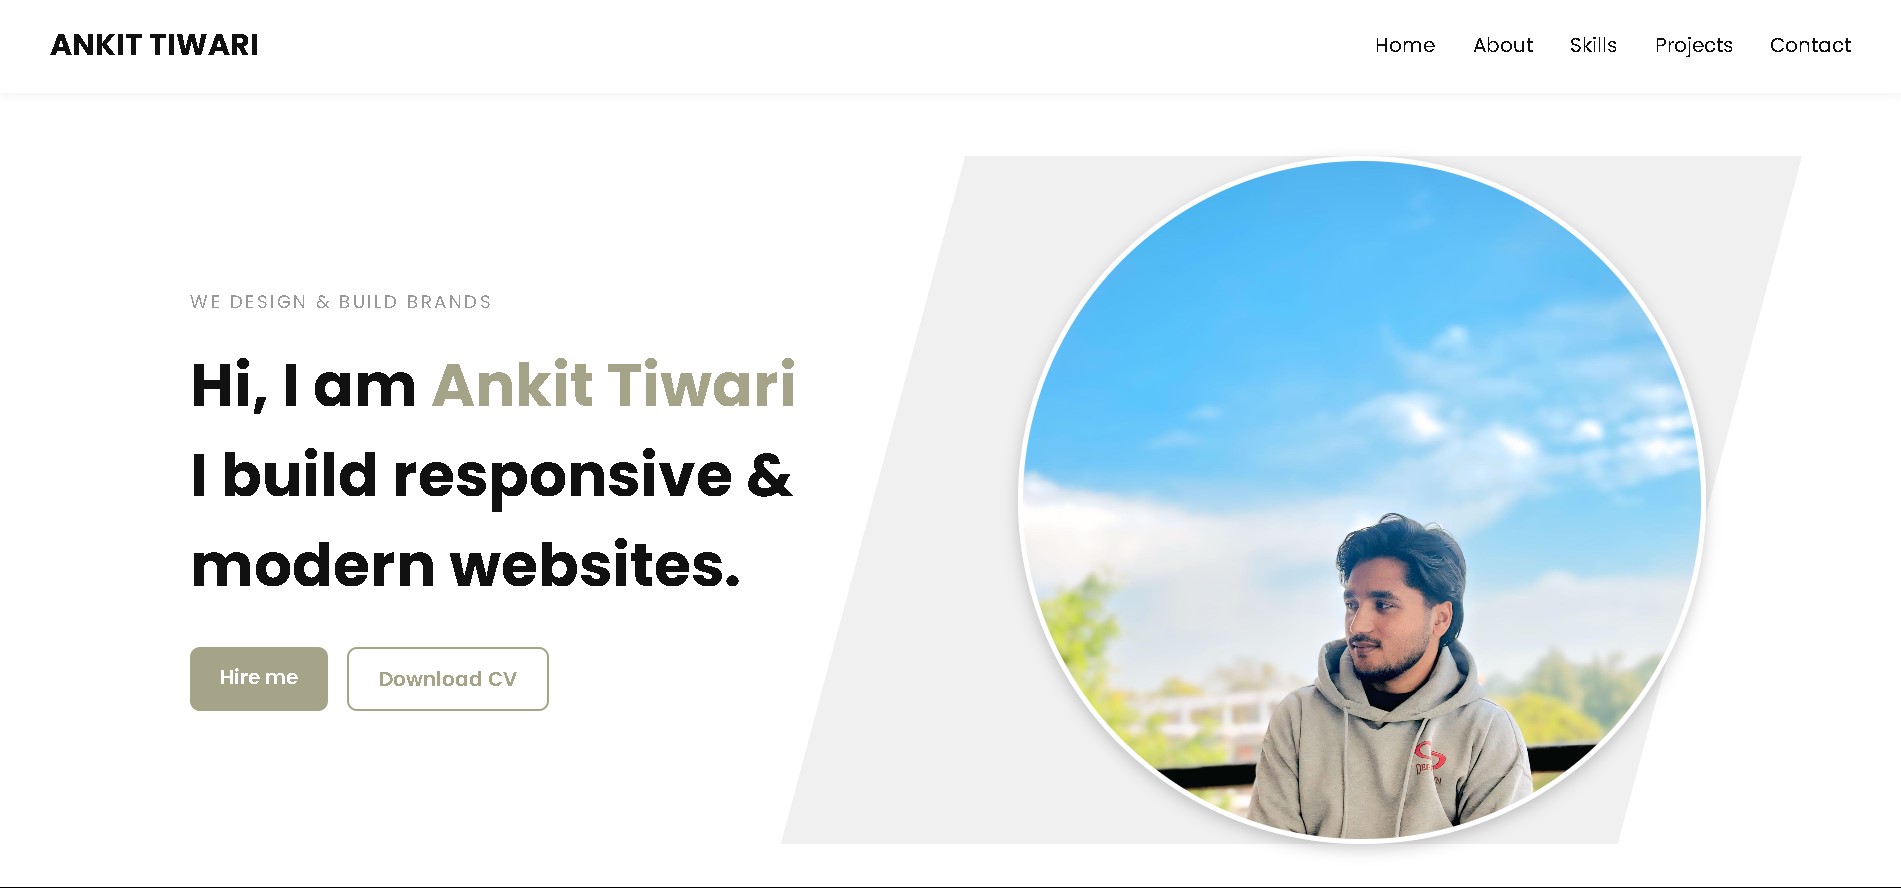 ANKIT TIWARI
Home About Skills Projects Contact
WE DESIGN & BUILD BRANDS
Hi, I am Ankit Tiwari
I build responsive &
modern websites.
Hire me
Download CV